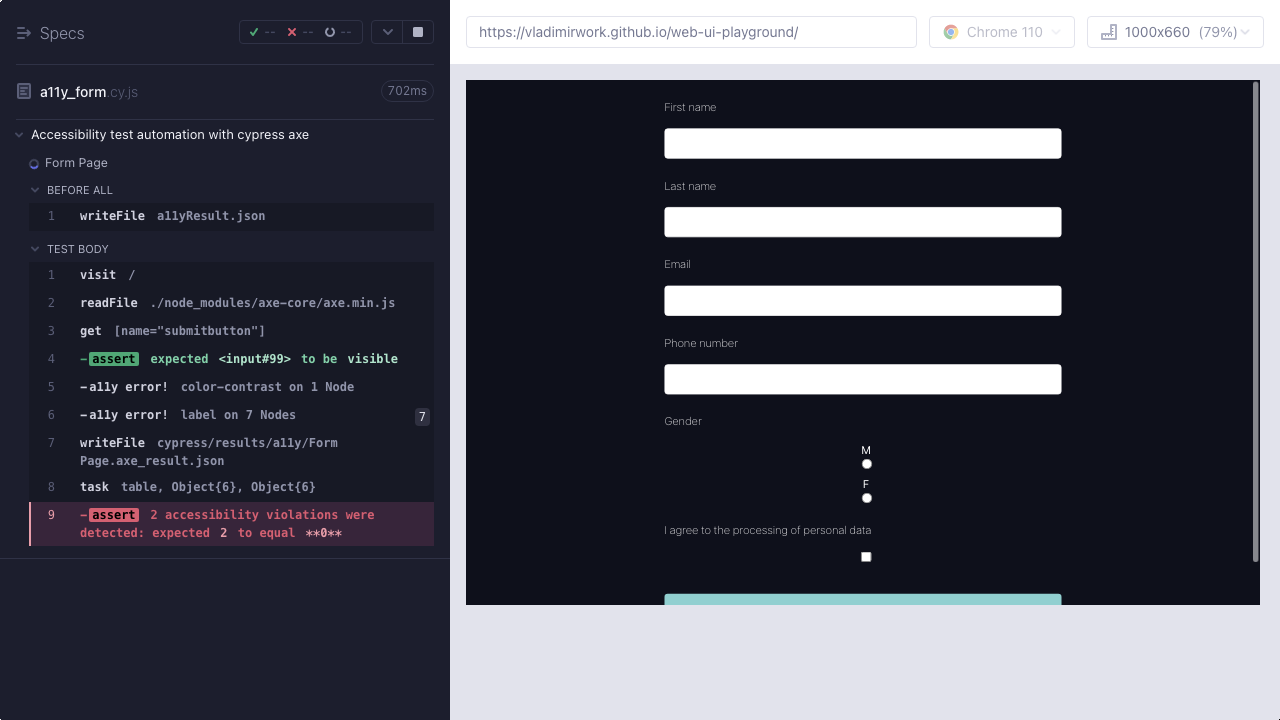 Specs
--
--
--
a11y_form.cy.js
702ms
Accessibility test automation with cypress axe
Form Page
BEFORE ALL
1 writeFile a11yResult.json
TEST BODY
1 visit /
2 readFile ./node_modules/axe-core/axe.min.js
3 get [name="submitbutton"]
4 -assert expected <input#99> to be visible
5 -a11y error! color-contrast on 1 Node
6 -a11y error! label on 7 Nodes 7
7 writeFile cypress/results/a11y/Form
Page.axe_result.json
8 task table, Object{6}, Object{6}
9 -assert 2 accessibility violations were
detected: expected 2 to equal **0**
https://vladimirwork.github.io/web-ui-playground/
Chrome 110
1000x660 (79%)
First name
Last name
Email
Phone number
Gender
M
F
I agree to the processing of personal data